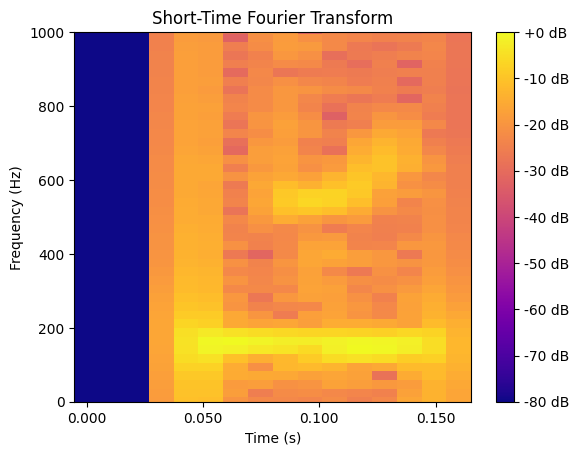 Short-Time Fourier Transform
1000
800
600
400
200
0
Frequency (Hz)
0.000
0.050
0.100
0.150
Time (s)
+0 dB
-10 dB
-20 dB
-30 dB
-40 dB
-50 dB
-60 dB
-70 dB
-80 dB